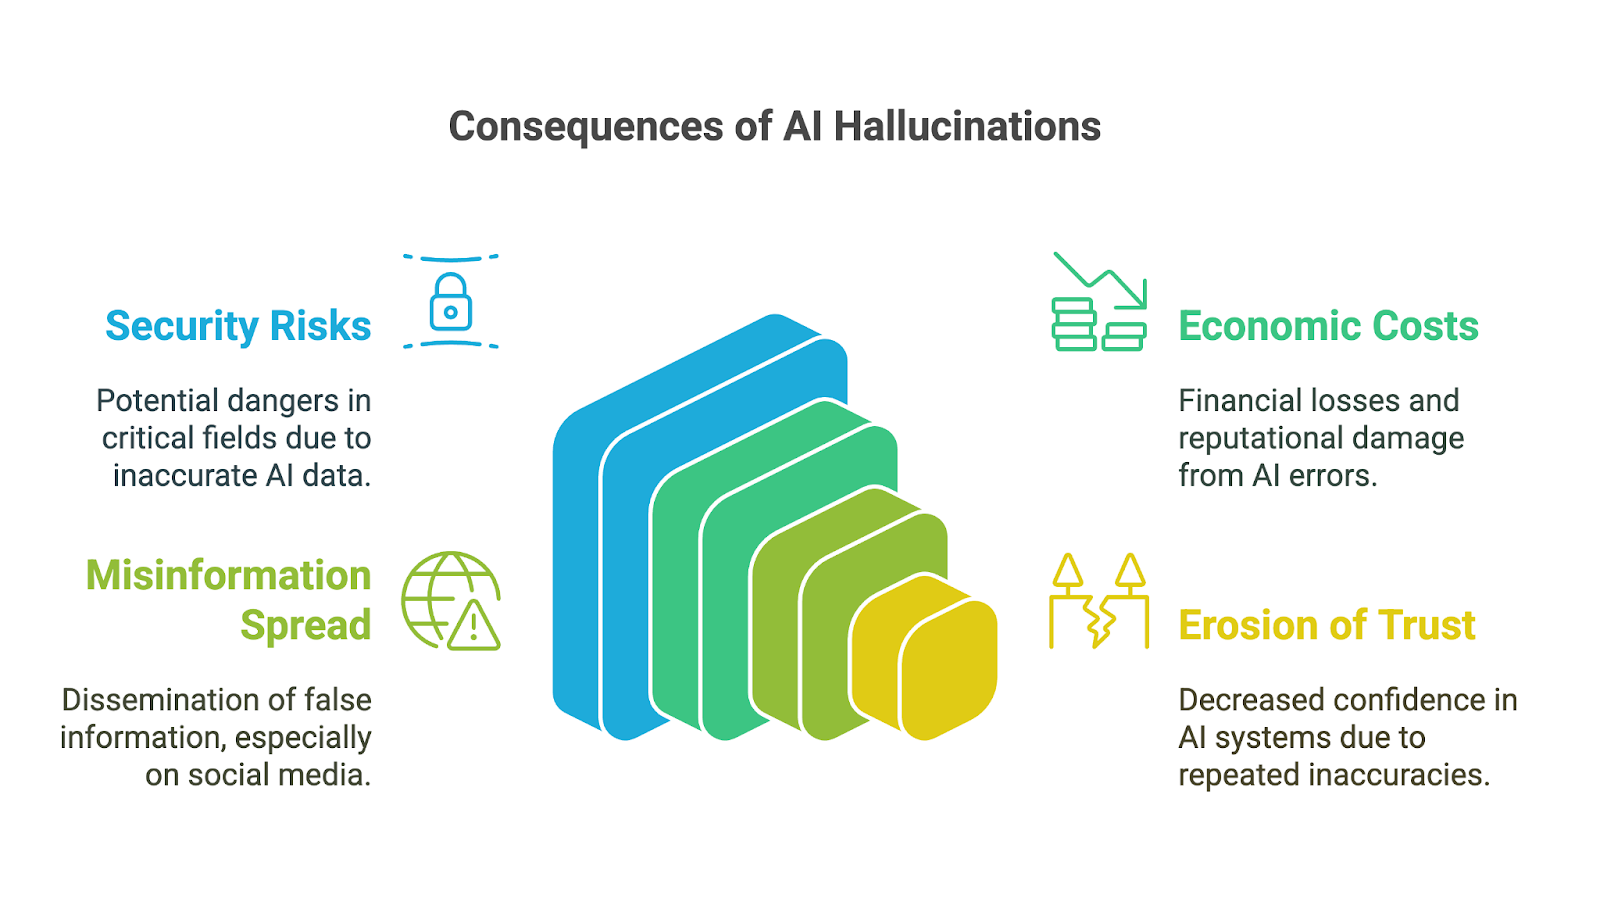 Consequences of AI Hallucinations
Security Risks
Potential dangers in
critical fields due to
inaccurate AI data.
Economic Costs
Financial losses and
reputational damage
from AI errors.
Misinformation
Spread
Dissemination of false
information, especially
on social media.
Erosion of Trust
Decreased confidence in
AI systems due to
repeated inaccuracies.